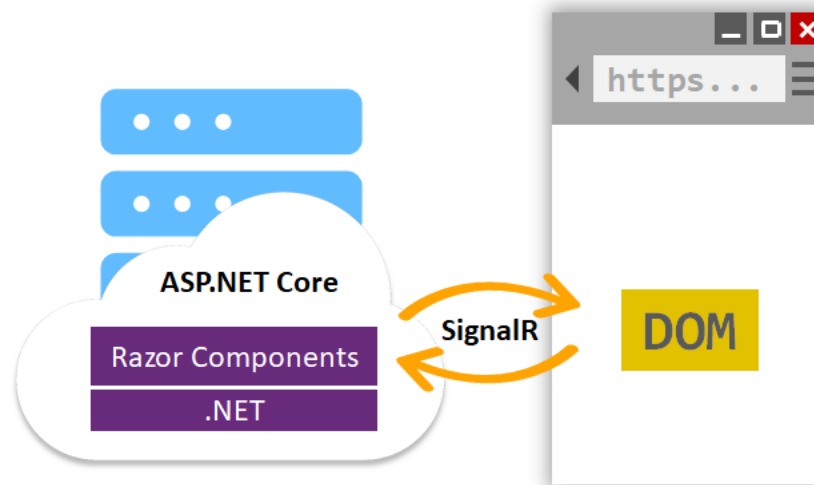 https...
ASP.NET Core
Razor Components
.NET
SignalR
DOM